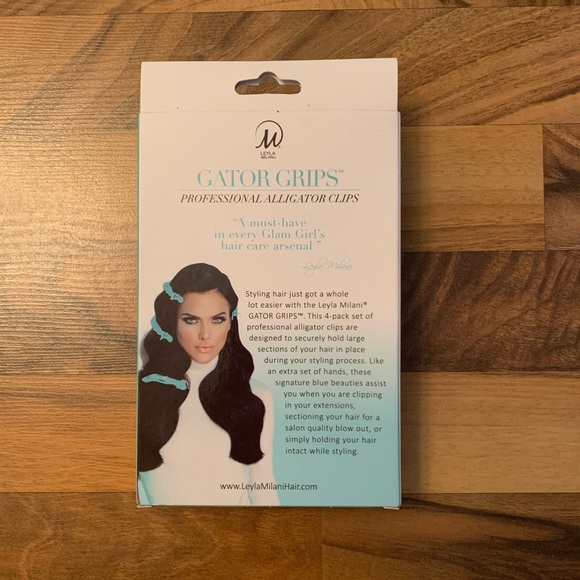 M
LEYLA
MILANI®
GATOR GRIPS™
PROFESSIONAL ALLIGATOR CLIPS
"A must-have
in every Glam Girl's
hair care arsenal "
- Leyla Milani
Styling hair just got a whole
lot easier with the Leyla Milani®
GATOR GRIPS™. This 4-pack set of
professional alligator clips are
designed to securely hold large
sections of your hair in place
during your styling process. Like
an extra set of hands, these
signature blue beauties assist
you when you are clipping
in your extensions,
sectioning your hair for a
salon quality blow out, or
simply holding your hair
intact while styling.
www.LeylaMilaniHair.com